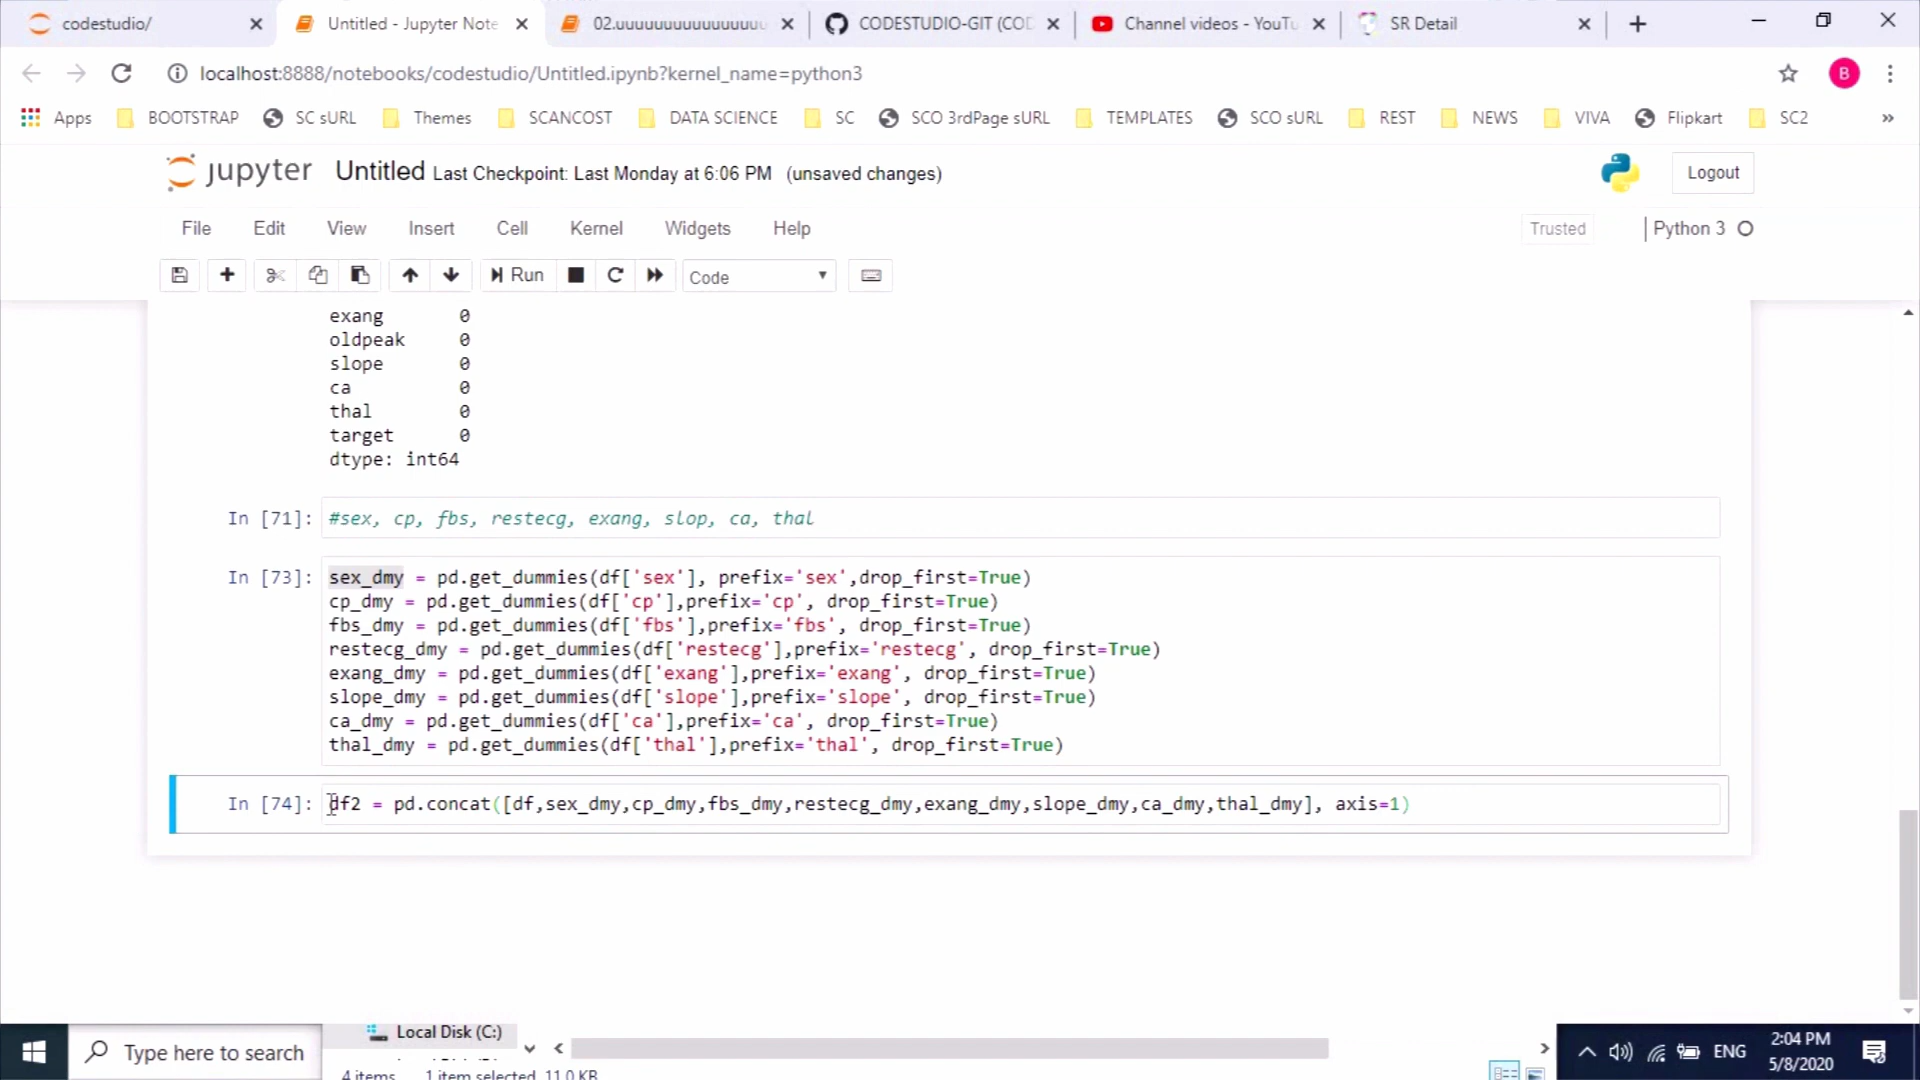 codestudio/
Untitled - Jupyter Note
02.uuuuuuuuuuuuuuuu
CODESTUDIO-GIT (COD
Channel videos - YouTu
SR Detail
localhost:8888/notebooks/codestudio/Untitled.ipynb?kernel_name=python3
B
Apps BOOTSTRAP SC sURL Themes SCANCOST DATA SCIENCE SC SCO 3rdPage sURL TEMPLATES SCO sURL REST NEWS VIVA Flipkart SC2 »
jupyter Untitled Last Checkpoint: Last Monday at 6:06 PM (unsaved changes)
Logout
File Edit View Insert Cell Kernel Widgets Help
Trusted
Python 3
Run
Code
exang 0
oldpeak 0
slope 0
ca 0
thal 0
target 0
dtype: int64
In [71]: #sex, cp, fbs, restecg, exang, slop, ca, thal
In [73]: sex_dmy = pd.get_dummies(df['sex'], prefix='sex',drop_first=True)
cp_dmy = pd.get_dummies(df['cp'],prefix='cp', drop_first=True)
fbs_dmy = pd.get_dummies(df['fbs'],prefix='fbs', drop_first=True)
restecg_dmy = pd.get_dummies(df['restecg'],prefix='restecg', drop_first=True)
exang_dmy = pd.get_dummies(df['exang'],prefix='exang', drop_first=True)
slope_dmy = pd.get_dummies(df['slope'],prefix='slope', drop_first=True)
ca_dmy = pd.get_dummies(df['ca'],prefix='ca', drop_first=True)
thal_dmy = pd.get_dummies(df['thal'],prefix='thal', drop_first=True)
In [74]: df2 = pd.concat([df,sex_dmy,cp_dmy,fbs_dmy,restecg_dmy,exang_dmy,slope_dmy,ca_dmy,thal_dmy], axis=1)
Local Disk (C:)
4 items 1 item selected 11.0 KB
Type here to search
ENG
2:04 PM
5/8/2020